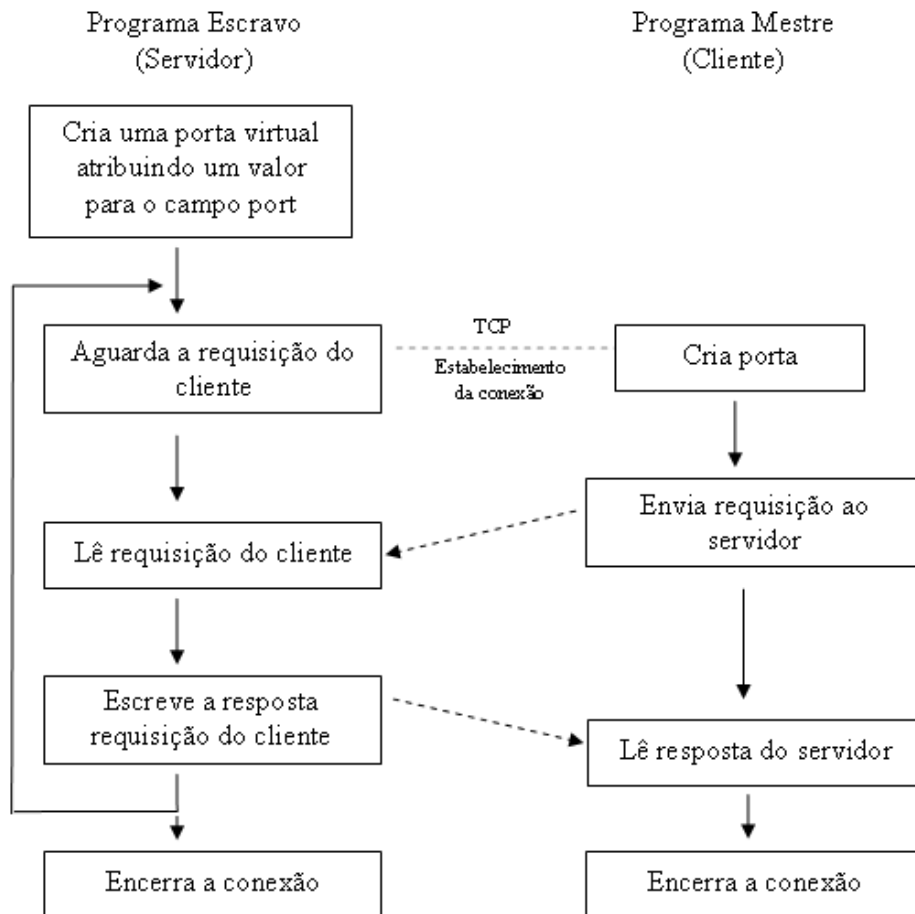 Programa Escravo
(Servidor)
Programa Mestre
(Cliente)
Cria uma porta virtual
atribuindo um valor
para o campo port
Aguarda a requisição do
cliente
TCP
Estabelecimento
da conexão
Cria porta
Envia requisição ao
servidor
Lê requisição do cliente
Escreve a resposta
requisição do cliente
Lê resposta do servidor
Encerra a conexão
Encerra a conexão